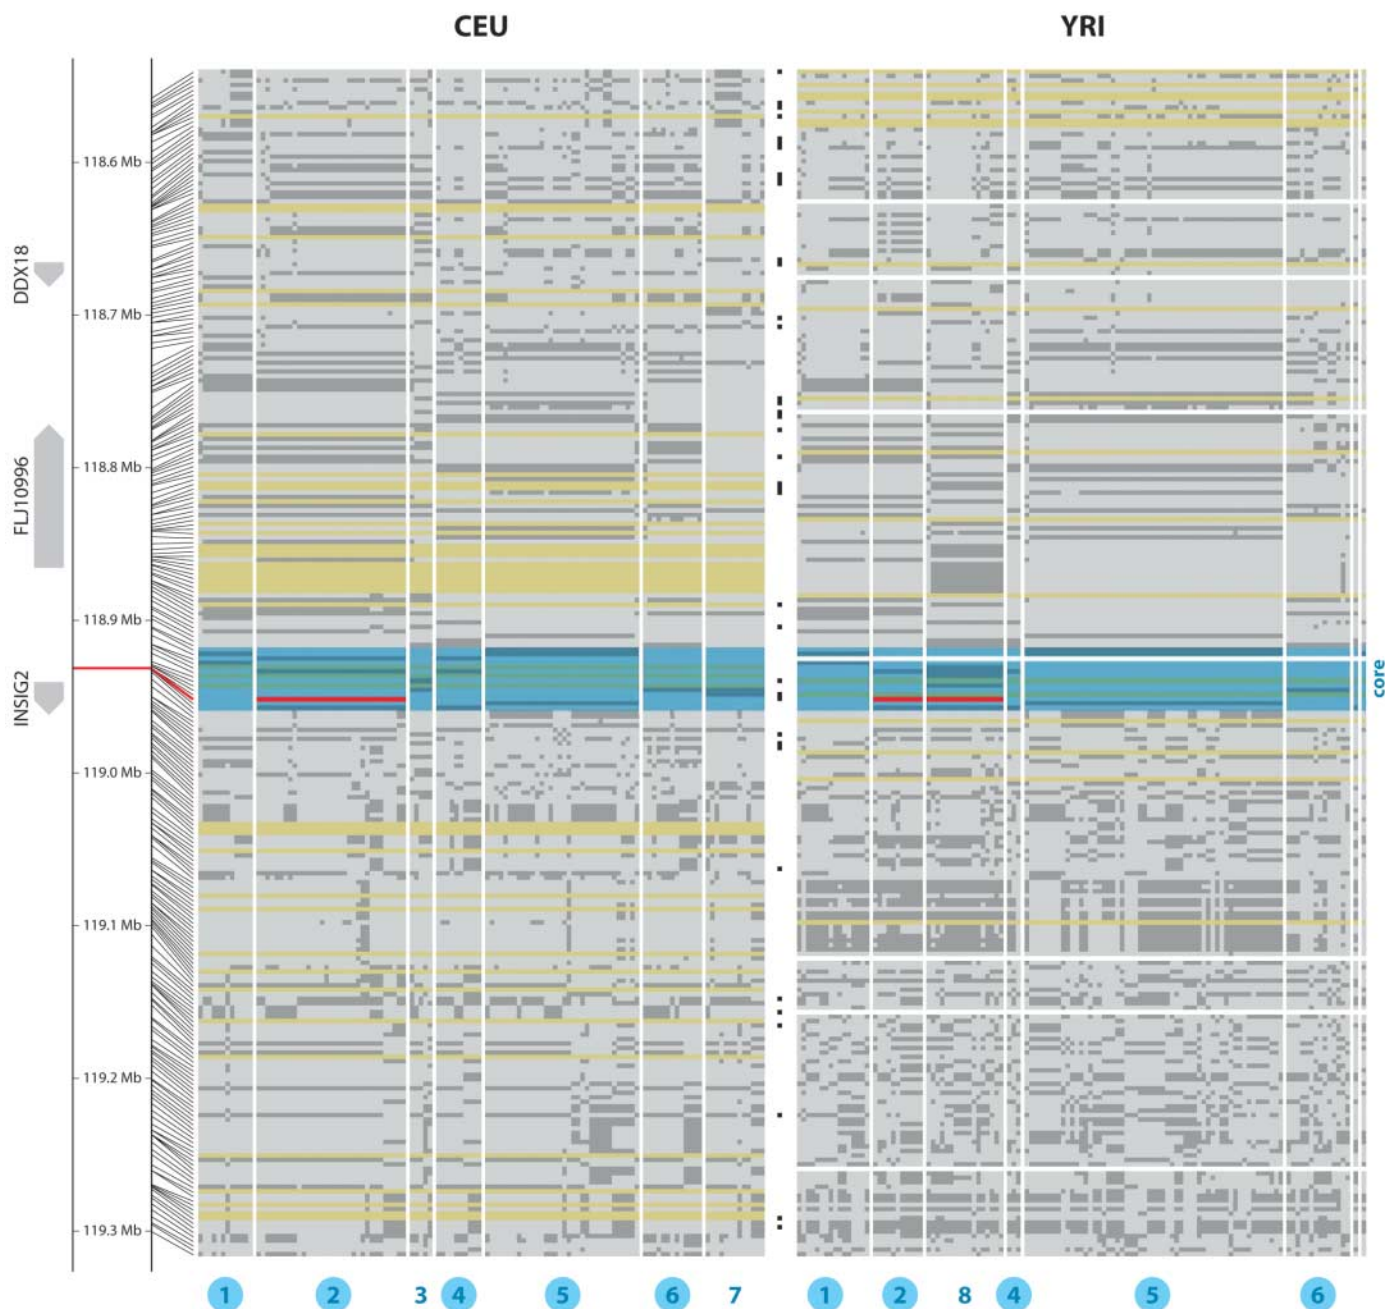 CEU YRI
118.6 Mb
DDX18
118.7 Mb
FLJ10996
118.8 Mb
118.9 Mb
INSIG2
core
119.0 Mb
119.1 Mb
119.2 Mb
119.3 Mb
1 2 3 4 5 6 7 1 2 8 4 5 6